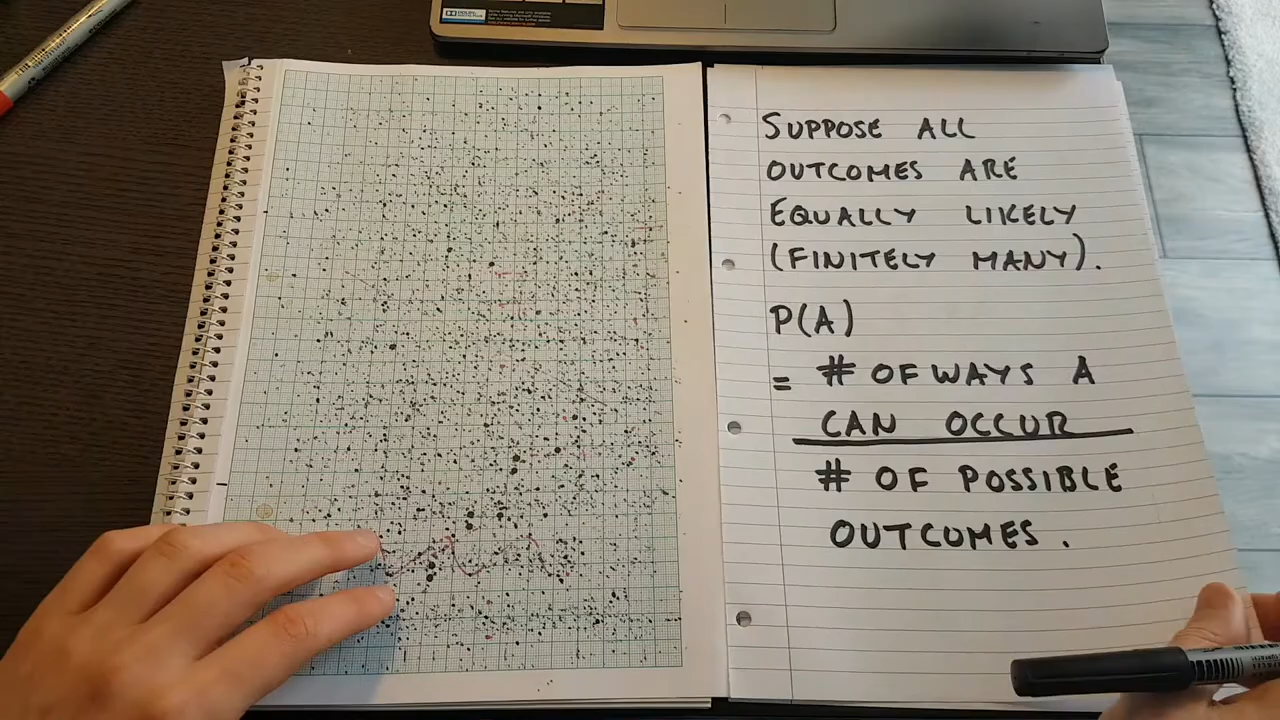 SUPPOSE ALL
OUTCOMES ARE
EQUALLY LIKELY
(FINITELY MANY).
P(A)
= # OF WAYS A
CAN OCCUR
# OF POSSIBLE
OUTCOMES.